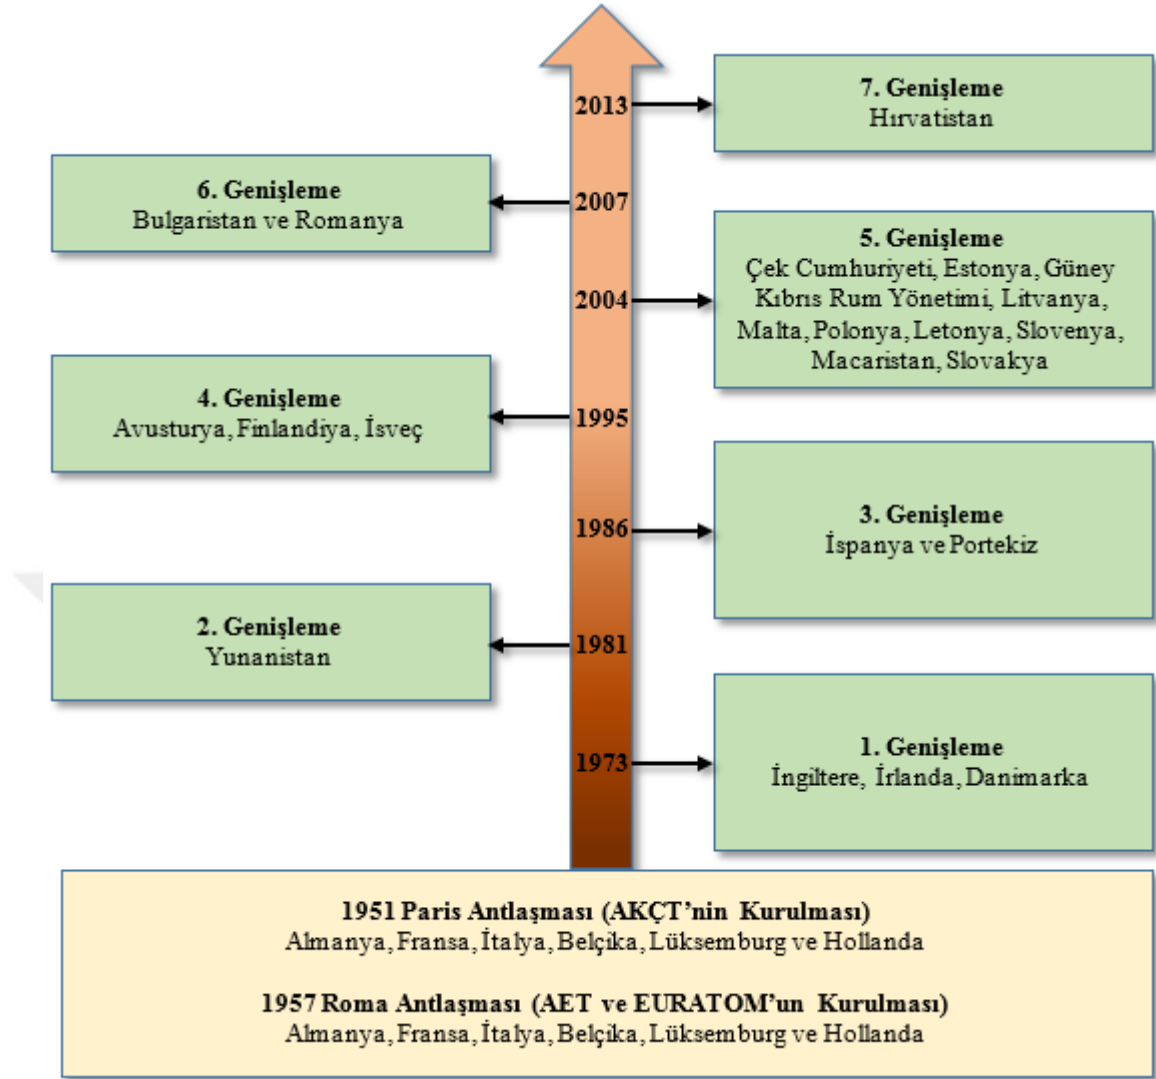 2013
7. Genişleme
Hırvatistan
6. Genişleme
Bulgaristan ve Romanya
2007
5. Genişleme
Çek Cumhuriyeti, Estonya, Güney
Kıbrıs Rum Yönetimi, Litvanya,
Malta, Polonya, Letonya, Slovenya,
Macaristan, Slovakya
2004
4. Genişleme
Avusturya, Finlandiya, İsveç
1995
3. Genişleme
İspanya ve Portekiz
1986
2. Genişleme
Yunanistan
1981
1. Genişleme
İngiltere, İrlanda, Danimarka
1973
1951 Paris Antlaşması (AKÇT’nin Kurulması)
Almanya, Fransa, İtalya, Belçika, Lüksemburg ve Hollanda
1957 Roma Antlaşması (AET ve EURATOM’un Kurulması)
Almanya, Fransa, İtalya, Belçika, Lüksemburg ve Hollanda